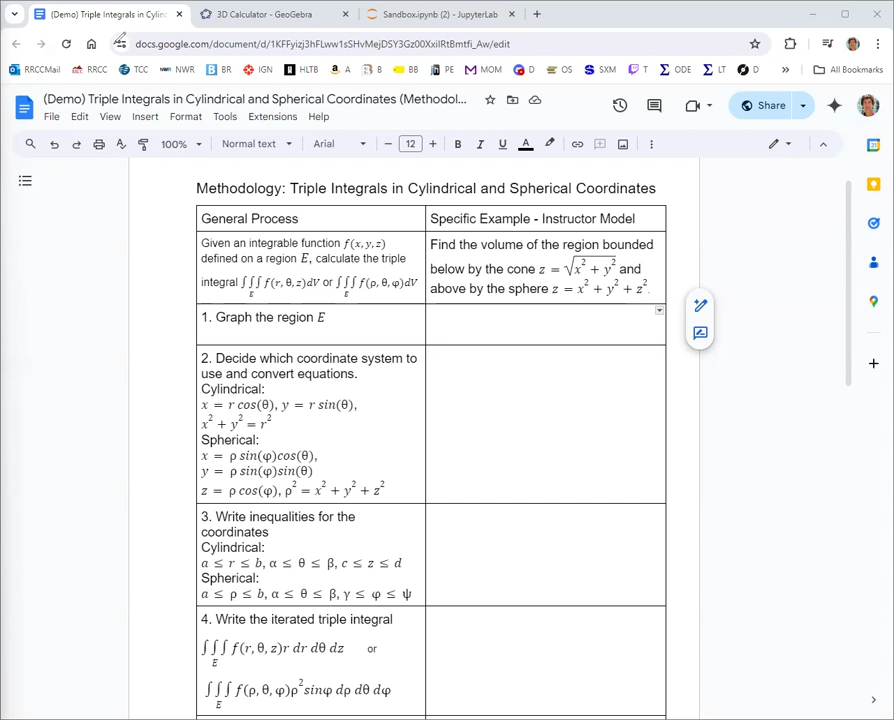 (Demo) Triple Integrals in Cylin
3D Calculator - GeoGebra
Sandbox.ipynb (2) - JupyterLab
docs.google.com/document/d/1KFFyizj3hFLww1sSHvMejDSY3Gz00XxiIRtBmtfi_Aw/edit
RRCCMail RRCC TCC NWR BR IGN HLTB A B BB PE MOM D OS SXM T ODE LT D » All Bookmarks
(Demo) Triple Integrals in Cylindrical and Spherical Coordinates (Methodol...
Share
File Edit View Insert Format Tools Extensions Help
100% Normal text Arial − 12 + B I U A
Methodology: Triple Integrals in Cylindrical and Spherical Coordinates
General Process
Specific Example - Instructor Model
Given an integrable function f(x, y, z)
defined on a region E, calculate the triple
integral ∫∫∫_E f(r, θ, z)dV or ∫∫∫_E f(ρ, θ, φ)dV
Find the volume of the region bounded
below by the cone z = √(x² + y²) and
above by the sphere z = x² + y² + z².
1. Graph the region E
2. Decide which coordinate system to
use and convert equations.
Cylindrical:
x = r cos(θ), y = r sin(θ),
x² + y² = r²
Spherical:
x = ρ sin(φ)cos(θ),
y = ρ sin(φ)sin(θ)
z = ρ cos(φ), ρ² = x² + y² + z²
3. Write inequalities for the
coordinates
Cylindrical:
a ≤ r ≤ b, α ≤ θ ≤ β, c ≤ z ≤ d
Spherical:
a ≤ ρ ≤ b, α ≤ θ ≤ β, γ ≤ φ ≤ ψ
4. Write the iterated triple integral
∫∫∫_E f(r, θ, z)r dr dθ dz or
∫∫∫_E f(ρ, θ, φ)ρ²sinφ dρ dθ dφ